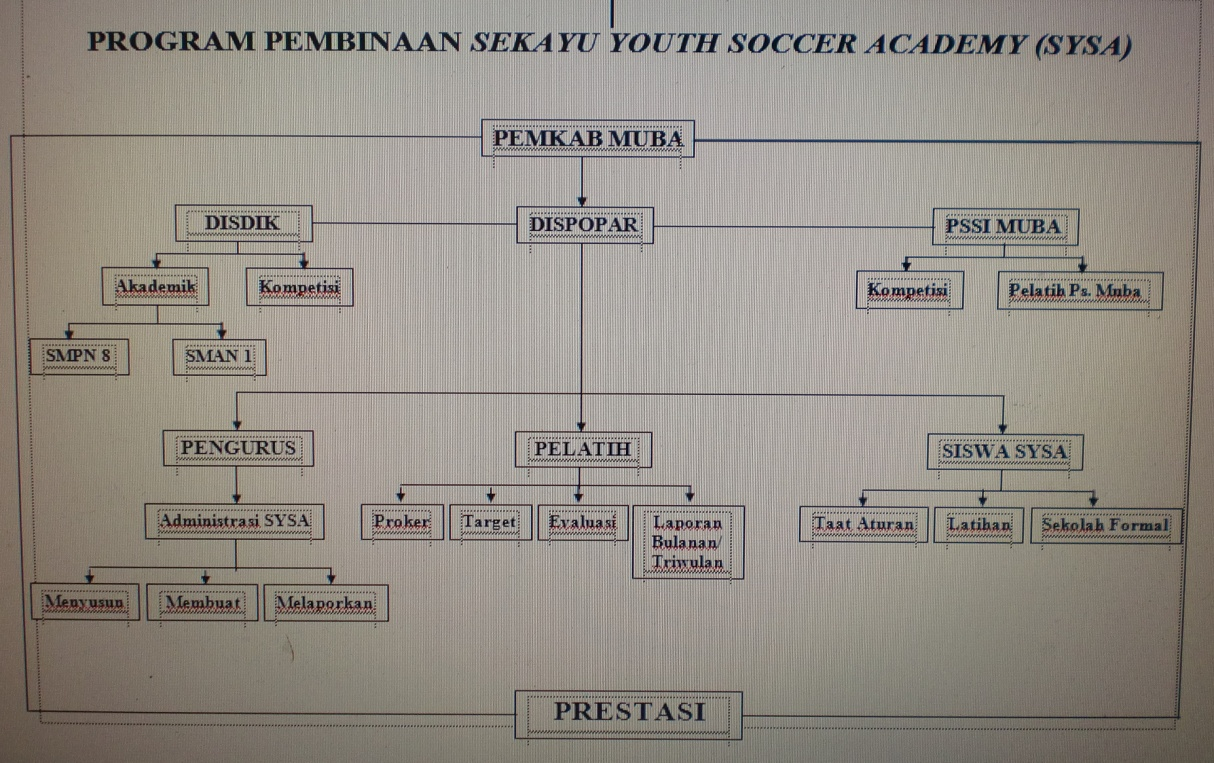 PROGRAM PEMBINAAN SEKAYU YOUTH SOCCER ACADEMY (SYSA)
PEMKAB MUBA
DISDIK
DISPOPAR
PSSI MUBA
Akademik
Kompetisi
Kompetisi
Pelatih Ps. Muba
SMPN 8
SMAN 1
PENGURUS
PELATIH
SISWA SYSA
Administrasi SYSA
Proker
Target
Evaluasi
Laporan
Bulanan/
Triwulan
Taat Aturan
Latihan
Sekolah Formal
Menyusun
Membuat
Melaporkan
PRESTASI